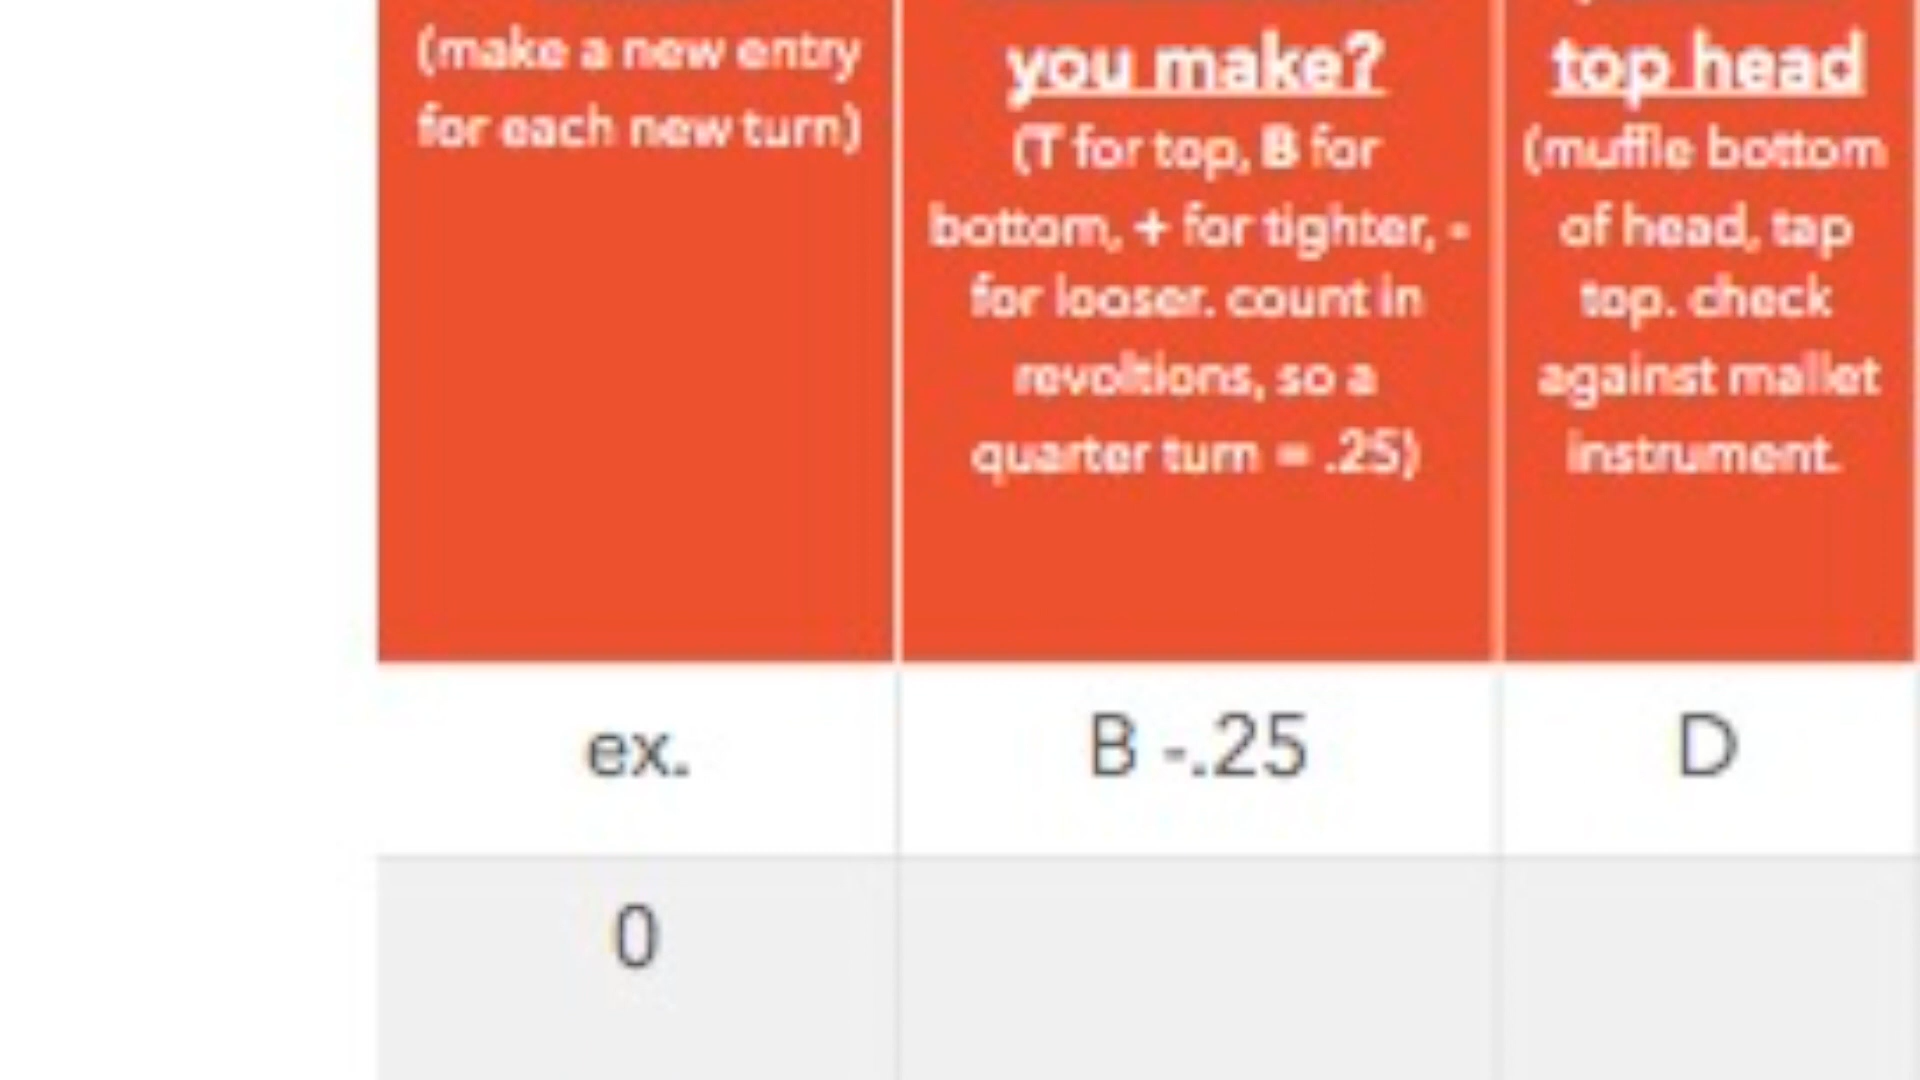 (make a new entry
for each new turn)
you make?
(T for top, B for
bottom, + for tighter, -
for looser. count in
revoltions, so a
quarter turn = .25)
top head
(muffle bottom
of head, tap
top. check
against mallet
instrument.
ex.
B -.25
D
0